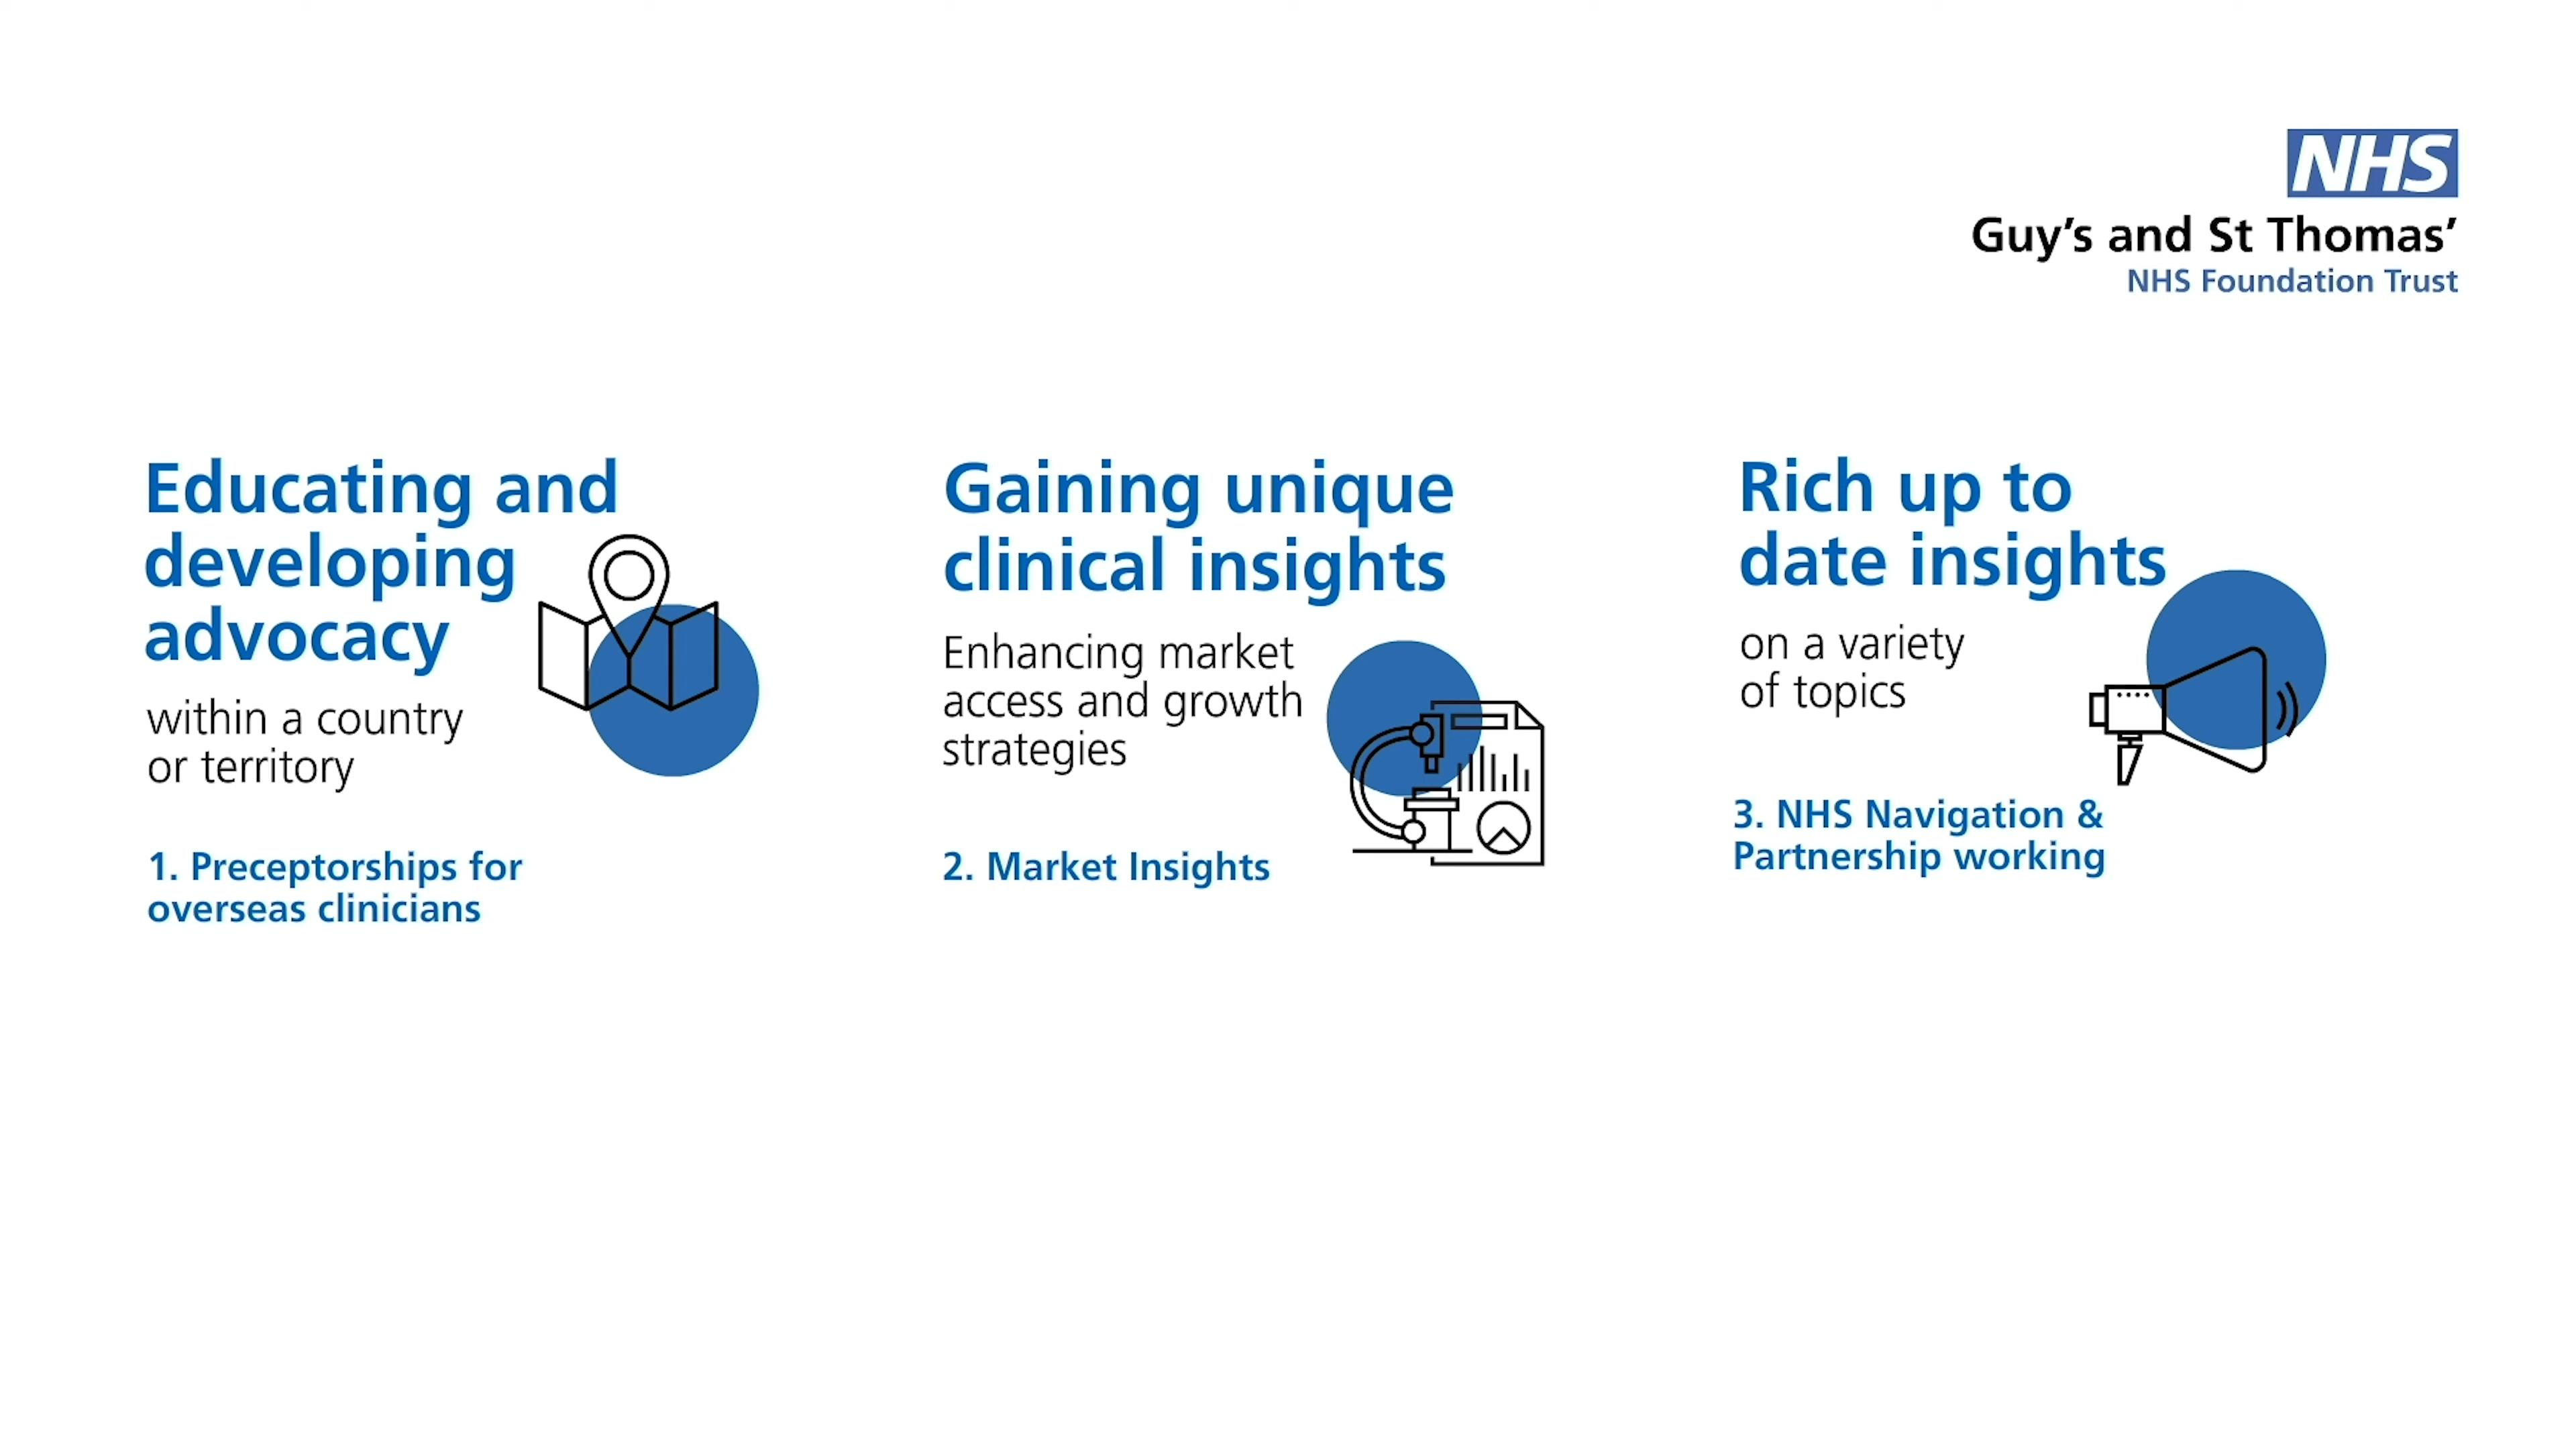 NHS
Guy’s and St Thomas’
NHS Foundation Trust
Educating and
developing
advocacy
within a country
or territory
1. Preceptorships for
overseas clinicians
Gaining unique
clinical insights
Enhancing market
access and growth
strategies
2. Market Insights
Rich up to
date insights
on a variety
of topics
3. NHS Navigation &
Partnership working